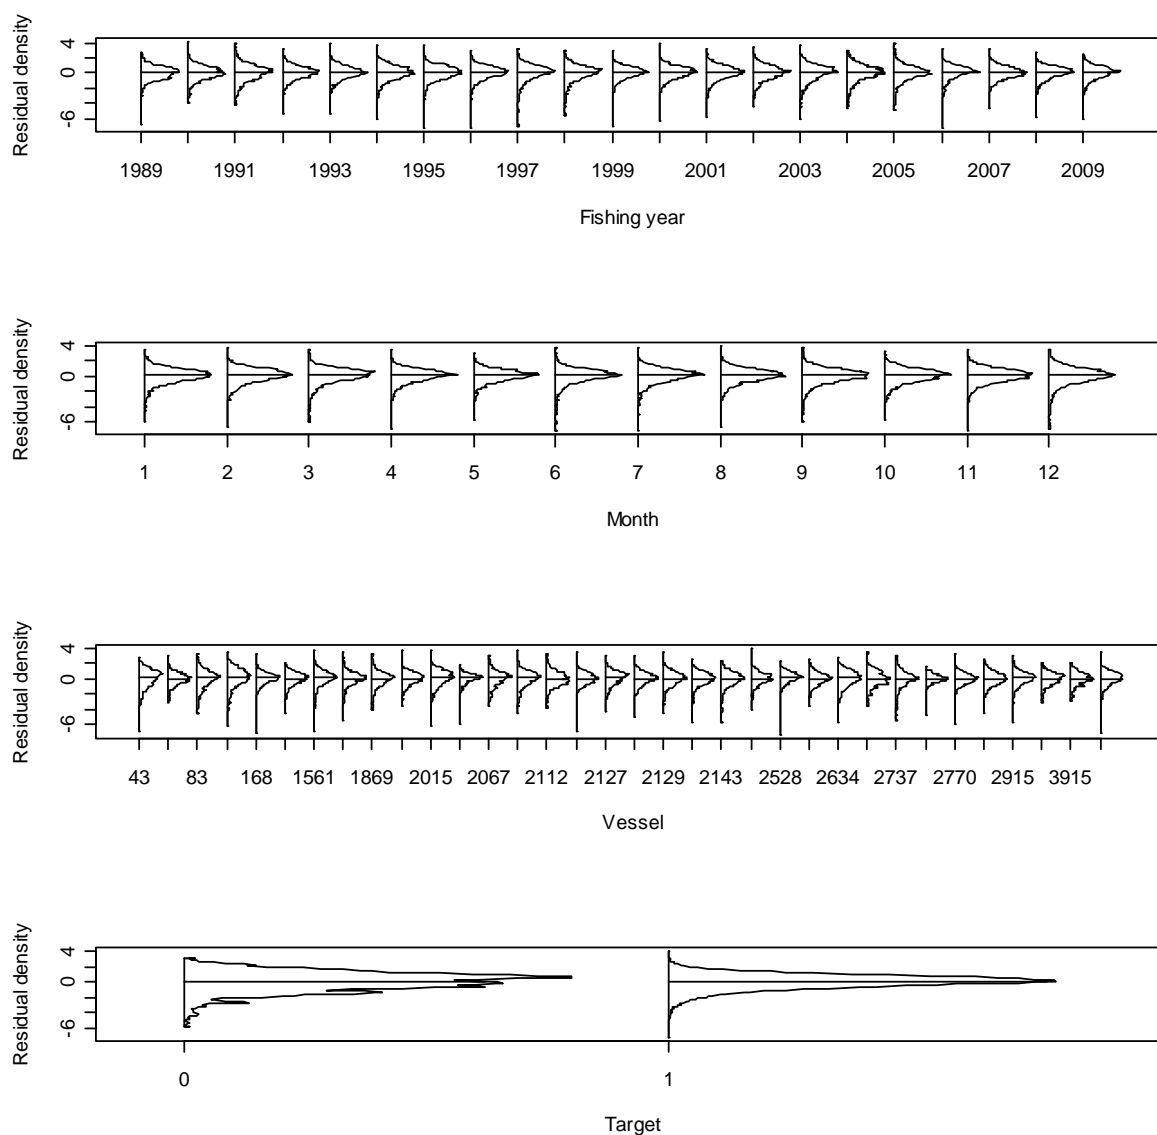 Residual density
4
0
-6
1989 1991 1993 1995 1997 1999 2001 2003 2005 2007 2009
Fishing year
Residual density
4
0
-6
1 2 3 4 5 6 7 8 9 10 11 12
Month
Residual density
4
0
-6
43 83 168 1561 1869 2015 2067 2112 2127 2129 2143 2528 2634 2737 2770 2915 3915
Vessel
Residual density
4
0
-6
0 1
Target